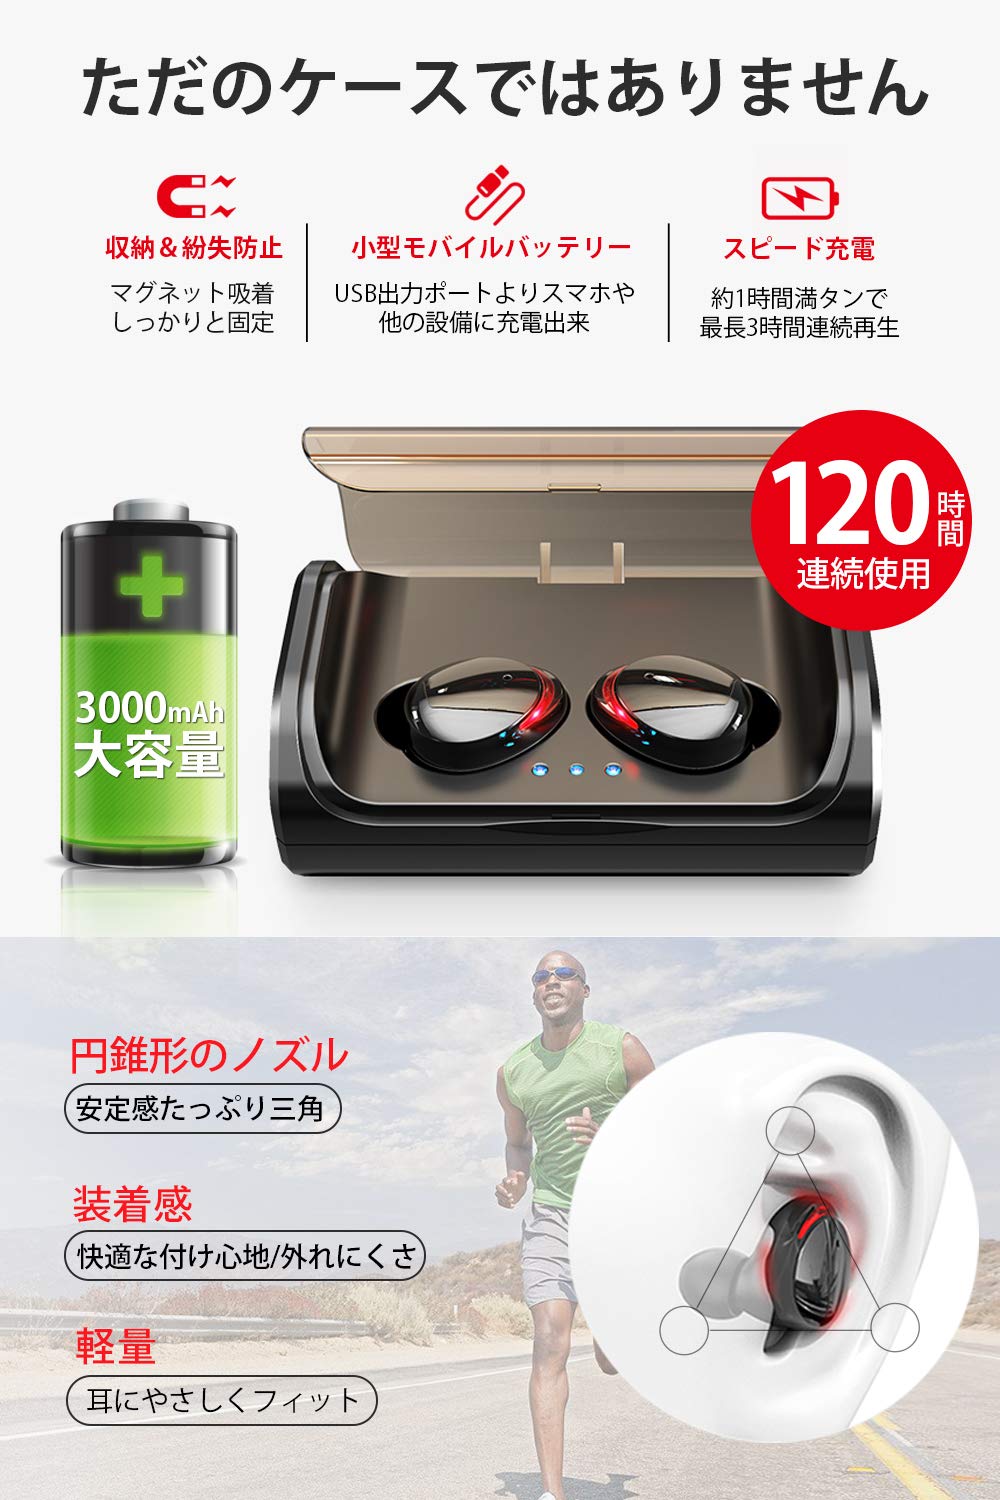 ただのケースではありません
収納＆紛失防止
マグネット吸着
しっかりと固定
小型モバイルバッテリー
USB出力ポートよりスマホや
他の設備に充電出来
スピード充電
約1時間満タンで
最長3時間連続再生
120時間
連続使用
3000mAh
大容量
円錐形のノズル
安定感たっぷり三角
装着感
快適な付け心地/外れにくさ
軽量
耳にやさしくフィット